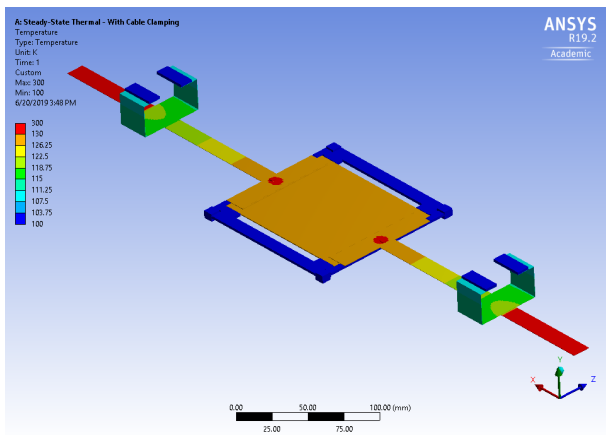 A: Steady-State Thermal - With Cable Clamping
Temperature
Type: Temperature
Unit: K
Time: 1
Custom
Max: 300
Min: 100
6/20/2019 3:48 PM
300
130
126.25
122.5
118.75
115
111.25
107.5
103.75
100
ANSYS
R19.2
Academic
Y
X
Z
0.00 50.00 100.00 (mm)
25.00 75.00